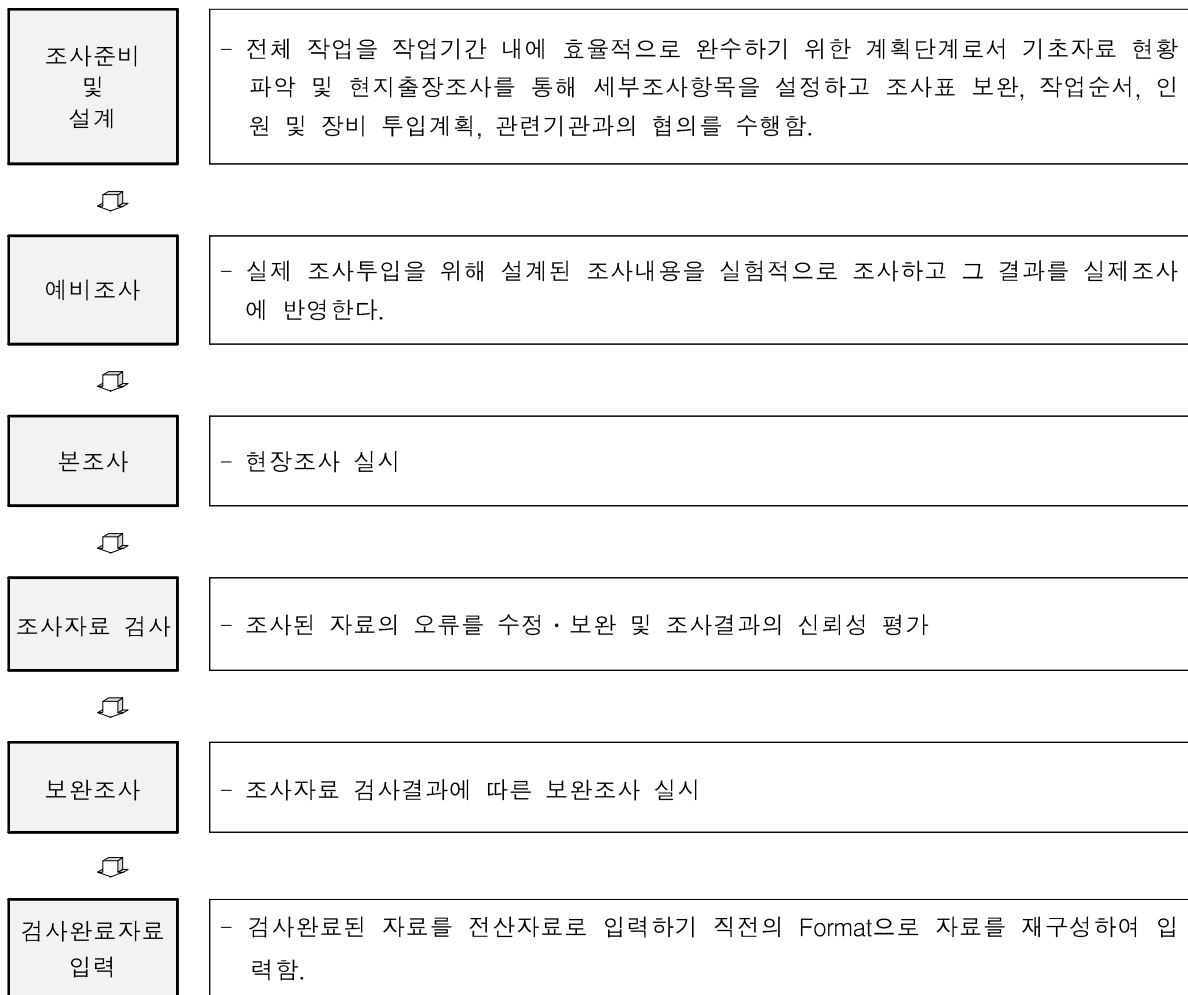 조사준비
및
설계
- 전체 작업을 작업기간 내에 효율적으로 완수하기 위한 계획단계로서 기초자료 현황
파악 및 현지출장조사를 통해 세부조사항목을 설정하고 조사표 보완, 작업순서, 인
원 및 장비 투입계획, 관련기관과의 협의를 수행함.
예비조사
- 실제 조사투입을 위해 설계된 조사내용을 실험적으로 조사하고 그 결과를 실제조사
에 반영한다.
본조사
- 현장조사 실시
조사자료 검사
- 조사된 자료의 오류를 수정·보완 및 조사결과의 신뢰성 평가
보완조사
- 조사자료 검사결과에 따른 보완조사 실시
검사완료자료
입력
- 검사완료된 자료를 전산자료로 입력하기 직전의 Format으로 자료를 재구성하여 입
력함.